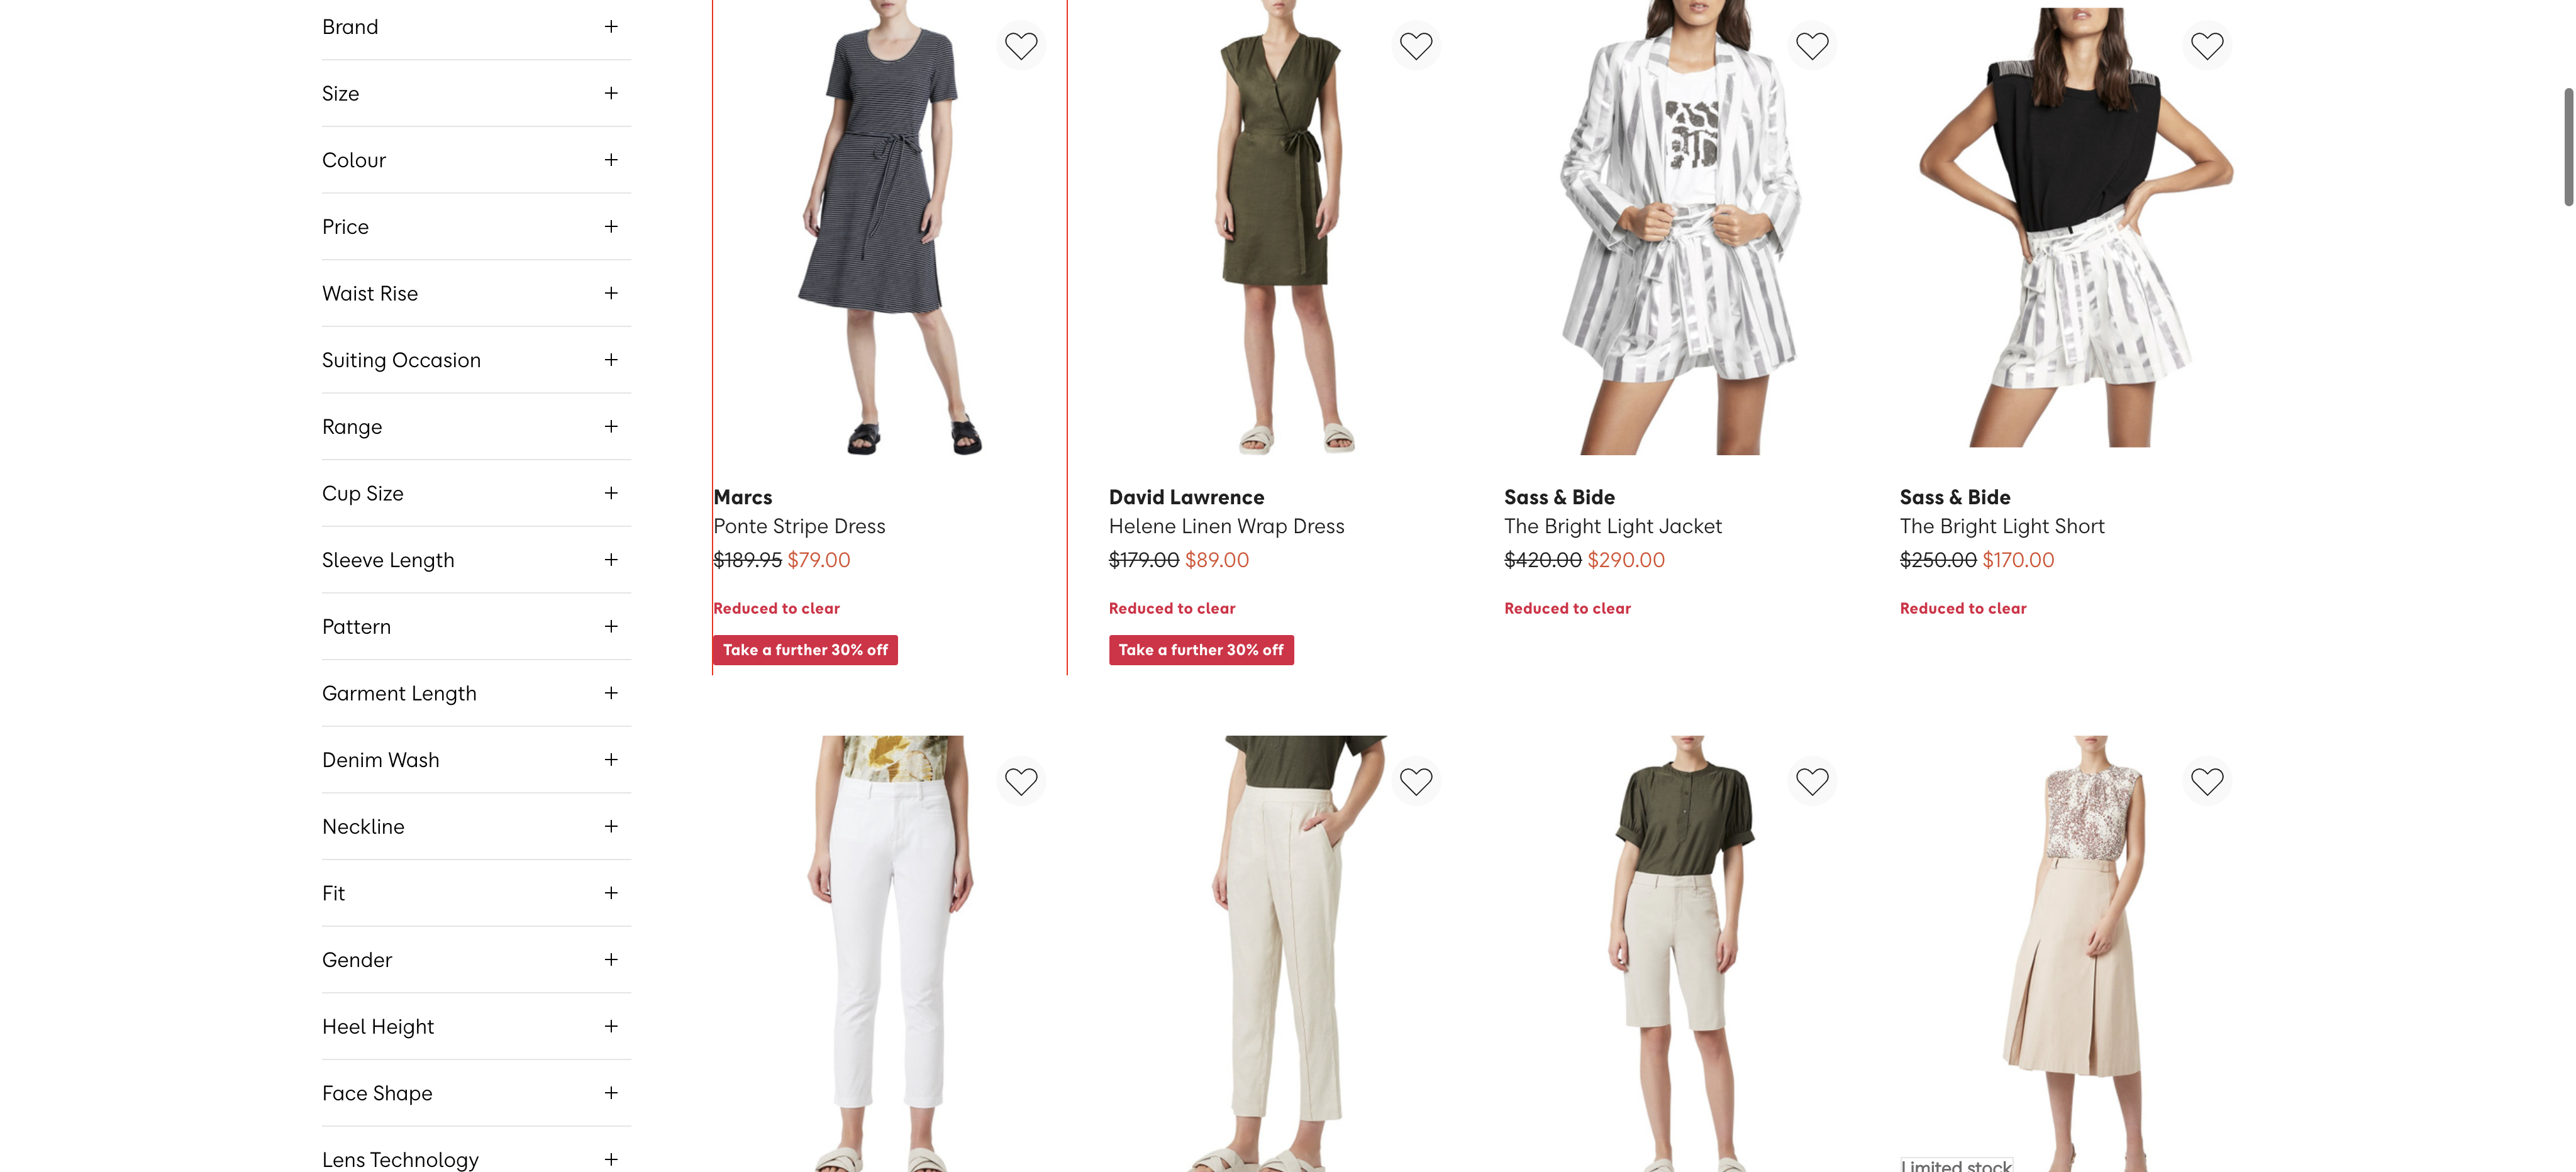 Brand
Size
Colour
Price
Waist Rise
Suiting Occasion
Range
Cup Size
Sleeve Length
Pattern
Garment Length
Denim Wash
Neckline
Fit
Gender
Heel Height
Face Shape
Lens Technology
Marcs
Ponte Stripe Dress
$189.95 $79.00
Reduced to clear
Take a further 30% off
David Lawrence
Helene Linen Wrap Dress
$179.00 $89.00
Reduced to clear
Take a further 30% off
Sass & Bide
The Bright Light Jacket
$420.00 $290.00
Reduced to clear
Sass & Bide
The Bright Light Short
$250.00 $170.00
Reduced to clear
Limited stock